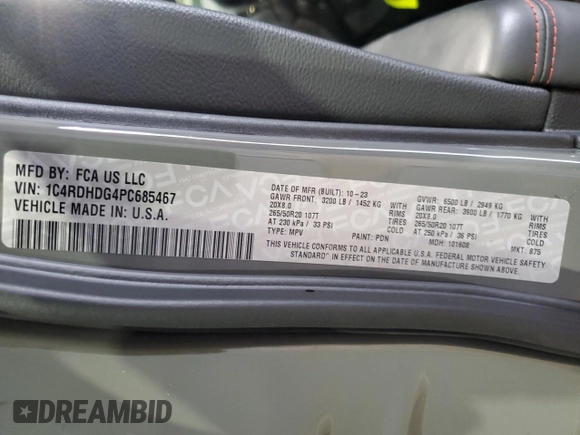 MFD BY: FCA US LLC
VIN: 1C4RDHDG4PC685467
VEHICLE MADE IN: U.S.A.
DATE OF MFR (BUILT): 10-23 GVWR: 6500 LB / 2949 KG
GAWR FRONT: 3200 LB / 1452 KG WITH GAWR REAR: 3900 LB / 1770 KG WITH
20X8.0 RIMS 20X8.0 RIMS
265/50R20 107T TIRES 265/50R20 107T TIRES
AT 230 kPa / 33 PSI COLD AT 250 kPa / 36 PSI COLD
TYPE: MPV PAINT: PDN MDH: 101608 MKT: 875
THIS VEHICLE CONFORMS TO ALL APPLICABLE U.S.A. FEDERAL MOTOR VEHICLE SAFETY
STANDARD* IN EFFECT ON THE DATE OF MANUFACTURE SHOWN ABOVE.
DREAMBID